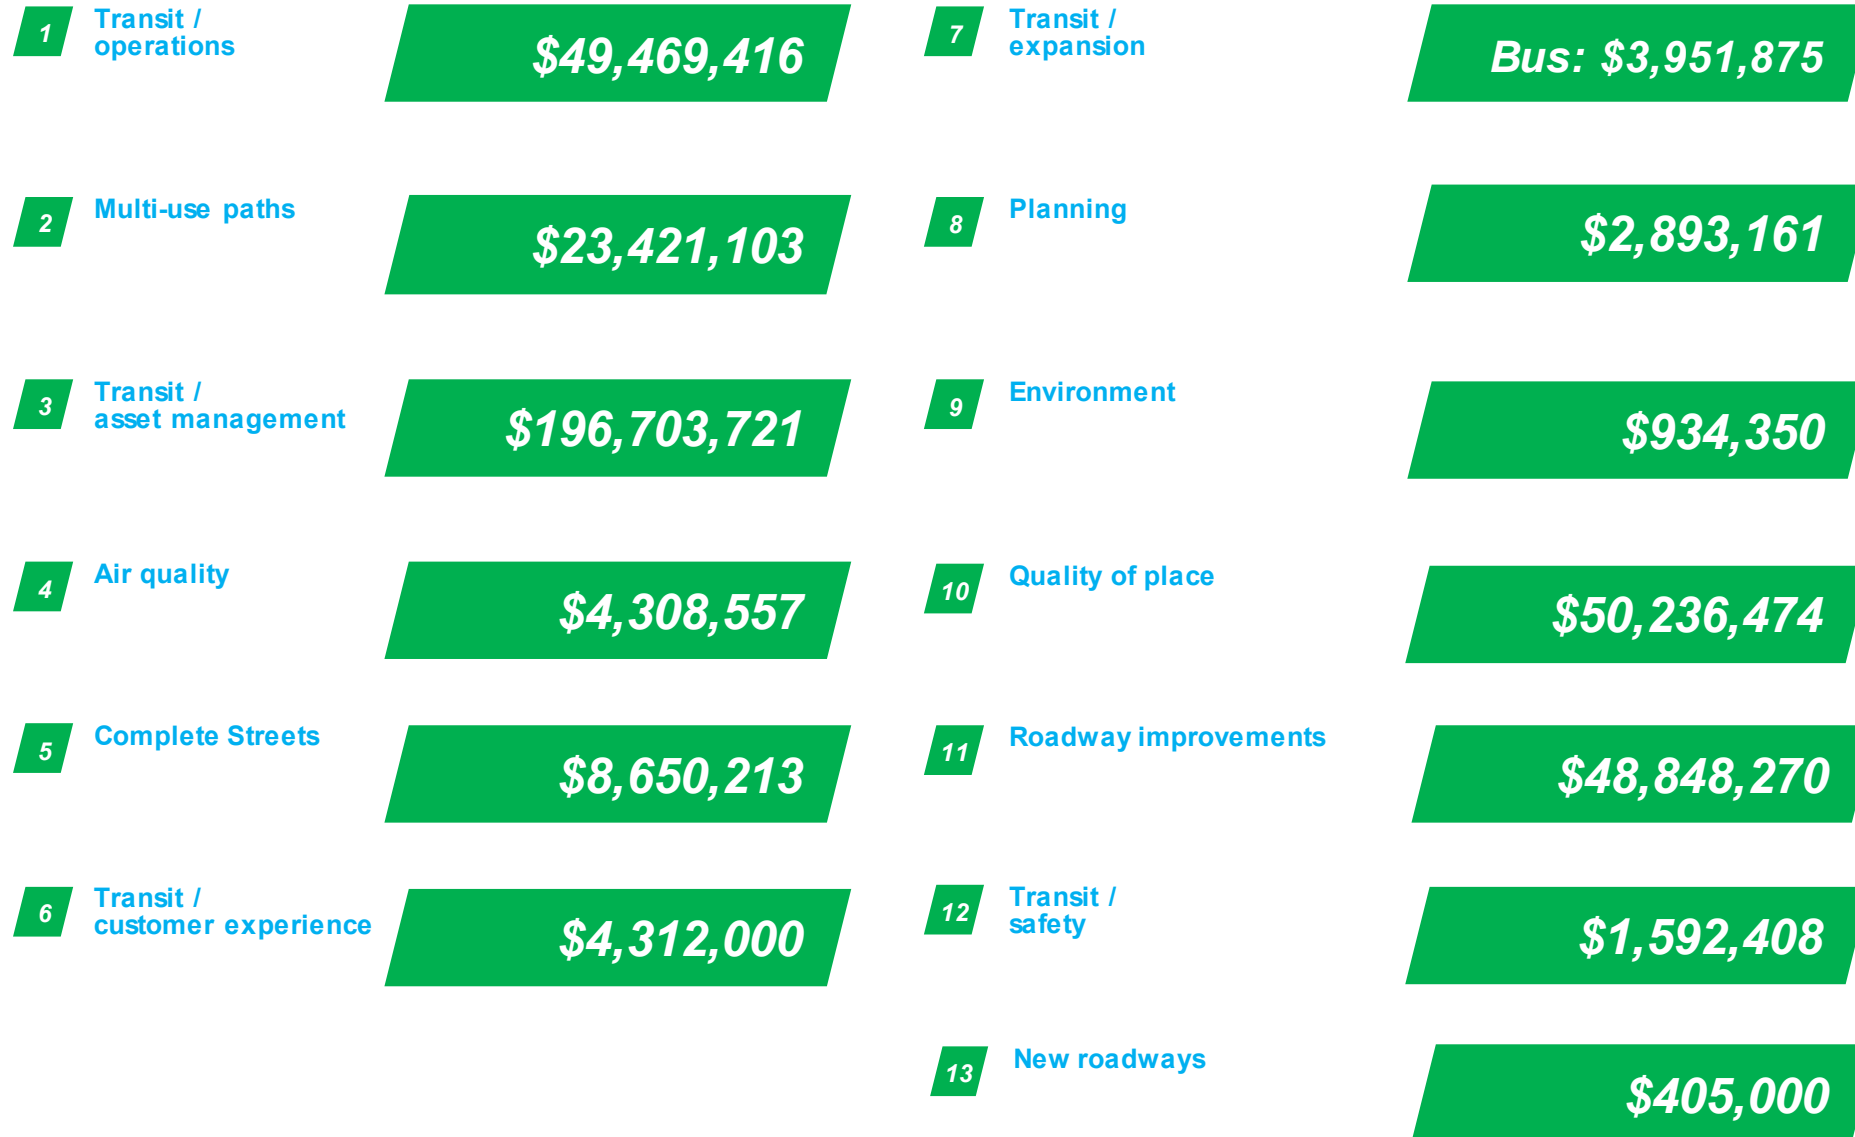 1
Transit /
operations
$49,469,416
2
Multi-use paths
$23,421,103
3
Transit /
asset management
$196,703,721
4
Air quality
$4,308,557
5
Complete Streets
$8,650,213
6
Transit /
customer experience
$4,312,000
7
Transit /
expansion
Bus: $3,951,875
8
Planning
$2,893,161
9
Environment
$934,350
10
Quality of place
$50,236,474
11
Roadway improvements
$48,848,270
12
Transit /
safety
$1,592,408
13
New roadways
$405,000